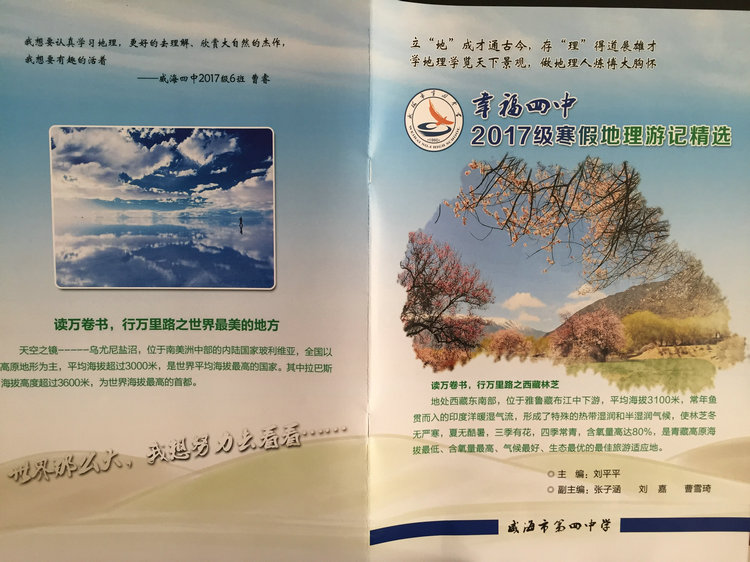 我想要认真学习地理，更好的去理解、欣赏大自然的杰作，
我想要有趣的活着
——威海四中2017级6班 曹睿
读万卷书，行万里路之世界最美的地方
天空之镜-----乌尤尼盐沼，位于南美洲中部的内陆国家玻利维亚，全国以
高原地形为主，平均海拔超过3000米，是世界平均海拔最高的国家。其中拉巴斯
海拔高度超过3600米，为世界海拔最高的首都。
世界那么大，我想努力去看看……
立“地”成才通古今，存“理”得道展雄才
学地理学览天下景观，做地理人炼博大胸怀
幸福四中
2017级寒假地理游记精选
读万卷书，行万里路之西藏林芝
地处西藏东南部，位于雅鲁藏布江中下游，平均海拔3100米，常年鱼
贯而入的印度洋暖湿气流，形成了特殊的热带湿润和半湿润气候，使林芝冬
无严寒，夏无酷暑，三季有花，四季常青，含氧量高达80%，是青藏高原海
拔最低、含氧量最高、气候最好、生态最优的最佳旅游适应地。
◎主　编：刘平平
◎副主编：张子涵　刘　嘉　曹雪琦
威海市第四中学